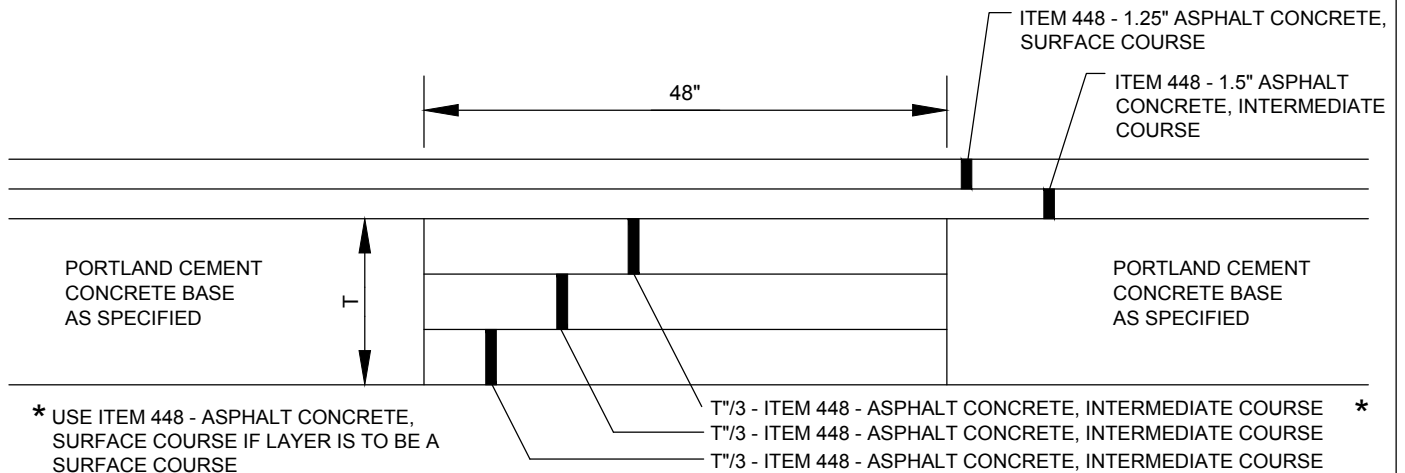 ITEM 448 - 1.25" ASPHALT CONCRETE,
SURFACE COURSE
ITEM 448 - 1.5" ASPHALT
CONCRETE, INTERMEDIATE
COURSE
48"
PORTLAND CEMENT
CONCRETE BASE
AS SPECIFIED
T
PORTLAND CEMENT
CONCRETE BASE
AS SPECIFIED
* USE ITEM 448 - ASPHALT CONCRETE,
SURFACE COURSE IF LAYER IS TO BE A
SURFACE COURSE
T"/3 - ITEM 448 - ASPHALT CONCRETE, INTERMEDIATE COURSE *
T"/3 - ITEM 448 - ASPHALT CONCRETE, INTERMEDIATE COURSE
T"/3 - ITEM 448 - ASPHALT CONCRETE, INTERMEDIATE COURSE